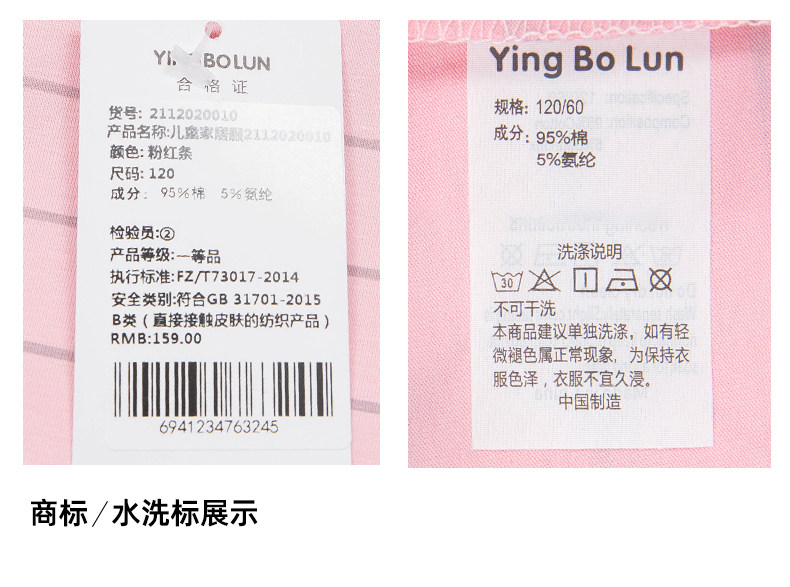 YING BOLUN
合格证
货号: 2112020010
产品名称:儿童家居服2112020010
颜色: 粉红条
尺码: 120
成分: 95%棉 5%氨纶
检验员:②
产品等级:一等品
执行标准:FZ/T73017-2014
安全类别:符合GB 31701-2015
B类（直接接触皮肤的纺织产品）
RMB:159.00
6941234763245
Ying Bo Lun
规格: 120/60
成分: 95%棉
5%氨纶
洗涤说明
30
不可干洗
本商品建议单独洗涤，如有轻
微褪色属正常现象，为保持衣
服色泽，衣服不宜久浸。
中国制造
商标/水洗标展示